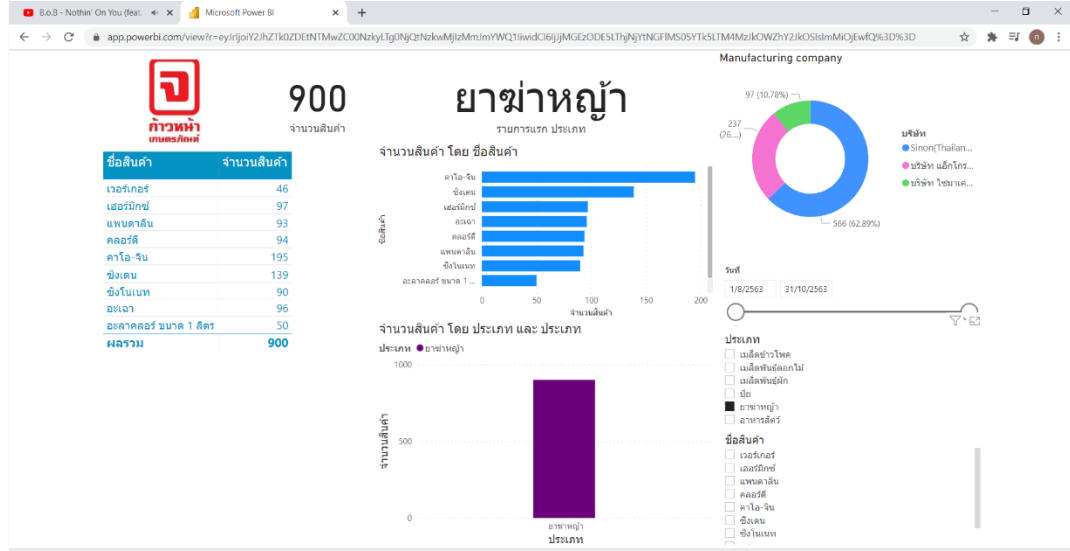 B.o.B - Nothin' On You (feat.
Microsoft Power BI
จ
ก้าวหน้า
เกษตรภัณฑ์
900
จำนวนสินค้า
ยาฆ่าหญ้า
รายการแรก ประเภท
ชื่อสินค้า จำนวนสินค้า
เวอร์เกอร์ 46
เฮอร์มิกซ์ 97
แพนดาลิน 93
คลอร์ดี 94
คาโอ-จีน 195
ซิงเดน 139
ซิงโนเนท 90
อะเฉา 96
อะลาคลอร์ ขนาด 1 ลิตร 50
ผลรวม 900
จำนวนสินค้า โดย ชื่อสินค้า
ชื่อสินค้า
คาโอ-จีน
ซิงเดน
เฮอร์มิกซ์
อะเฉา
คลอร์ดี
แพนดาลิน
ซิงโนเนท
อะลาคลอร์ ขนาด 1 ...
0 50 100 150 200
จำนวนสินค้า
จำนวนสินค้า โดย ประเภท และ ประเภท
ประเภท ยาฆ่าหญ้า
จำนวนสินค้า
1000
500
0
ยาฆ่าหญ้า
ประเภท
Manufacturing company
97 (10.78%)
237
(26....)
566 (62.89%)
บริษัท
Sinon(Thailan...
บริษัท แอ็กโกร...
บริษัท ไซมาเค...
วันที่
1/8/2563 31/10/2563
ประเภท
เมล็ดข้าวโพด
เมล็ดพันธุ์ดอกไม้
เมล็ดพันธุ์ผัก
ปุ๋ย
ยาฆ่าหญ้า
อาหารสัตว์
ชื่อสินค้า
เวอร์เกอร์
เฮอร์มิกซ์
แพนดาลิน
คลอร์ดี
คาโอ-จีน
ซิงเดน
ซิงโนเนท